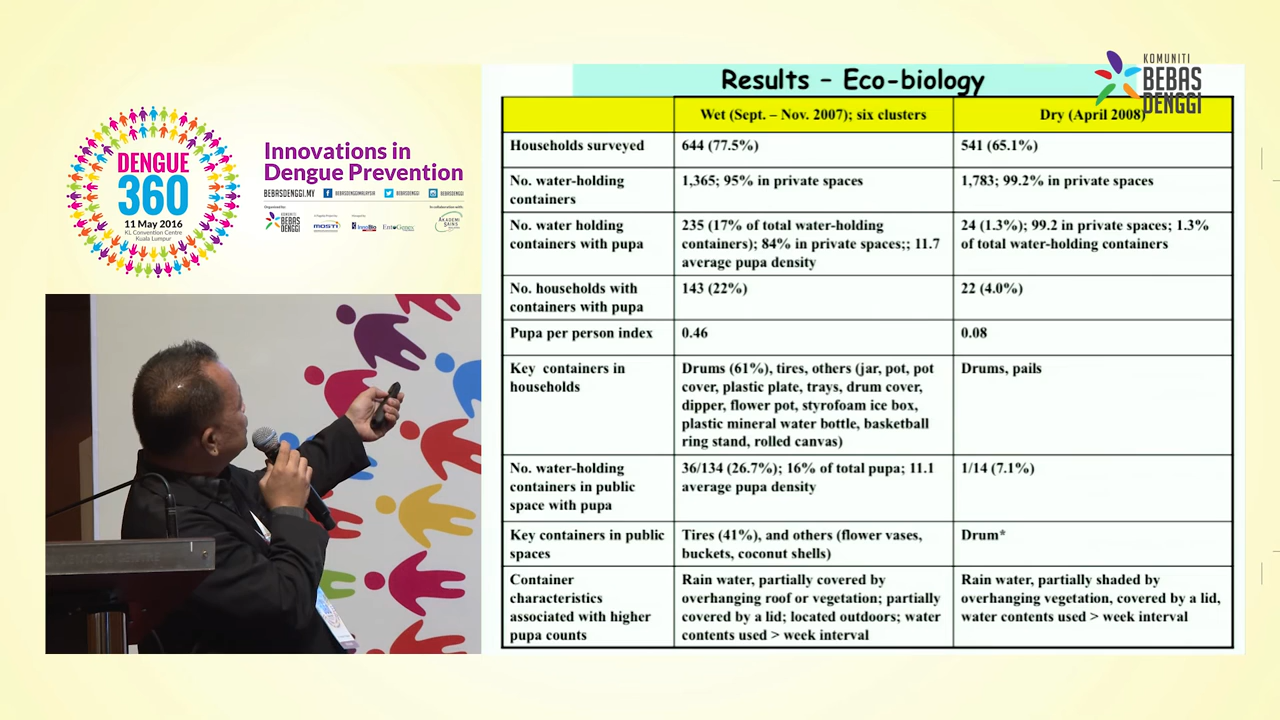 DENGUE
360
11 May 2016
KL Convention Centre
Kuala Lumpur
Innovations in
Dengue Prevention
BEBASDENGGI.MY
BEBASDENGGIMALAYSIA
BEBASDENGGI
BEBASDENGGI
KOMUNITI
BEBAS
DENGGI
MOSTI
InnoBio
EntoGenex
AKADEMI
SAINS
KOMUNITI
BEBAS
DENGGI
Results – Eco-biology
Wet (Sept. – Nov. 2007); six clusters
Dry (April 2008)
Households surveyed
644 (77.5%)
541 (65.1%)
No. water-holding
containers
1,365; 95% in private spaces
1,783; 99.2% in private spaces
No. water holding
containers with pupa
235 (17% of total water-holding
containers); 84% in private spaces;; 11.7
average pupa density
24 (1.3%); 99.2 in private spaces; 1.3%
of total water-holding containers
No. households with
containers with pupa
143 (22%)
22 (4.0%)
Pupa per person index
0.46
0.08
Key containers in
households
Drums (61%), tires, others (jar, pot, pot
cover, plastic plate, trays, drum cover,
dipper, flower pot, styrofoam ice box,
plastic mineral water bottle, basketball
ring stand, rolled canvas)
Drums, pails
No. water-holding
containers in public
space with pupa
36/134 (26.7%); 16% of total pupa; 11.1
average pupa density
1/14 (7.1%)
Key containers in public
spaces
Tires (41%), and others (flower vases,
buckets, coconut shells)
Drum*
Container
characteristics
associated with higher
pupa counts
Rain water, partially covered by
overhanging roof or vegetation; partially
covered by a lid; located outdoors; water
contents used > week interval
Rain water, partially shaded by
overhanging vegetation, covered by a lid,
water contents used > week interval